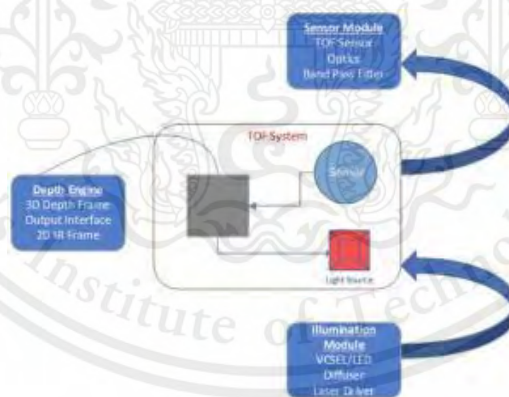 Sensor Module
TOF Sensor
Optics
Band Pass Filter
TOF System
Sensor
Depth Engine
3D Depth Frame
Output Interface
2D IR Frame
Light Source
Illumination
Module
VCSEL/LED
Diffuser
Laser Driver
Institute of